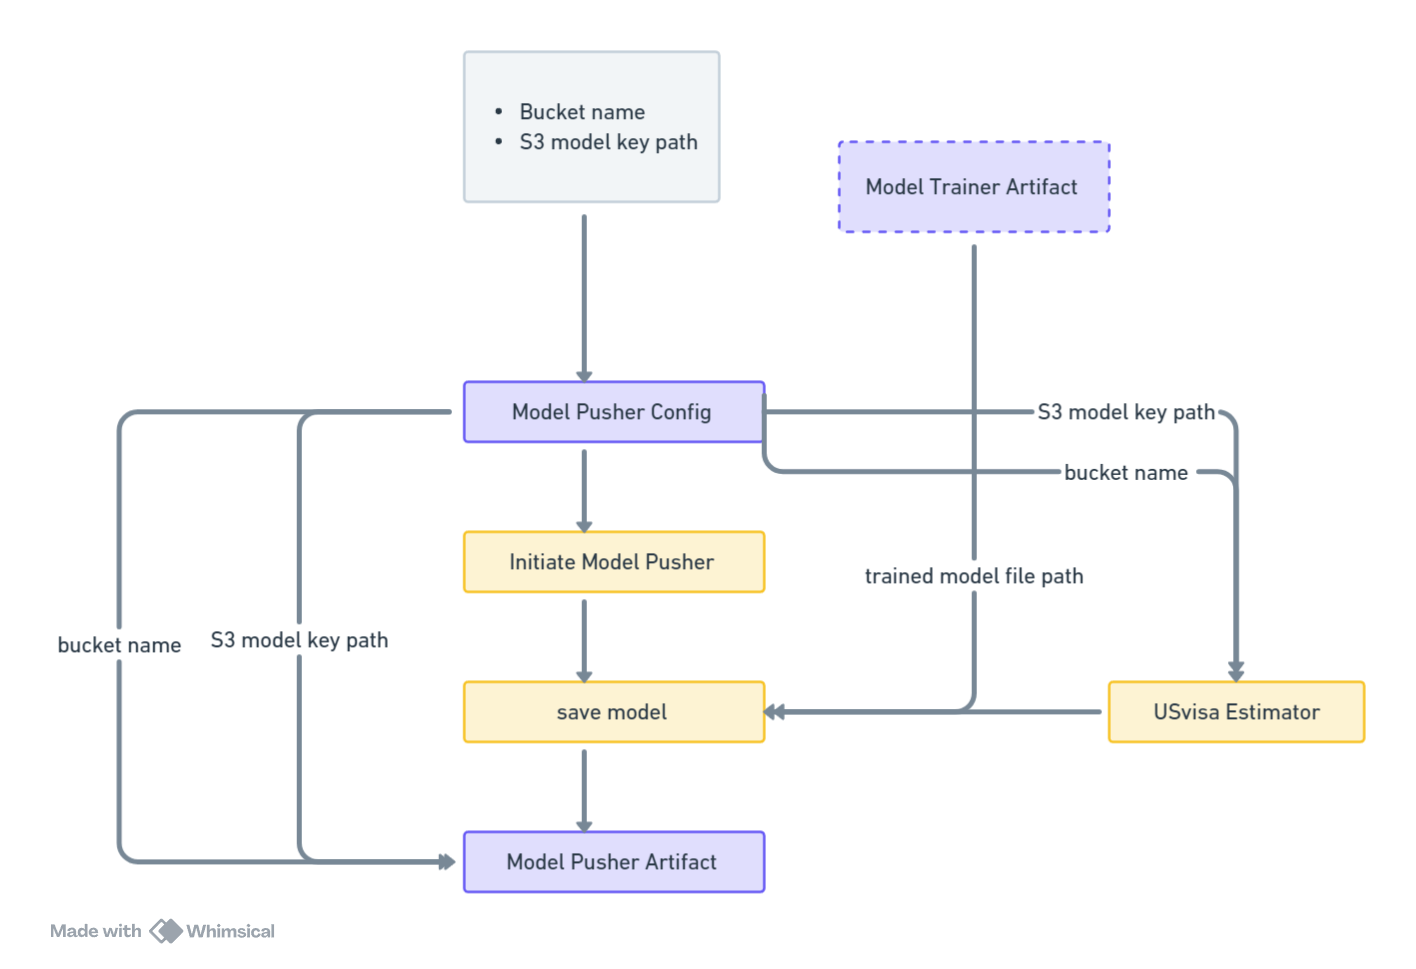 • Bucket name
• S3 model key path
Model Trainer Artifact
Model Pusher Config
S3 model key path
bucket name
Initiate Model Pusher
trained model file path
bucket name
S3 model key path
save model
USvisa Estimator
Model Pusher Artifact
Made with Whimsical